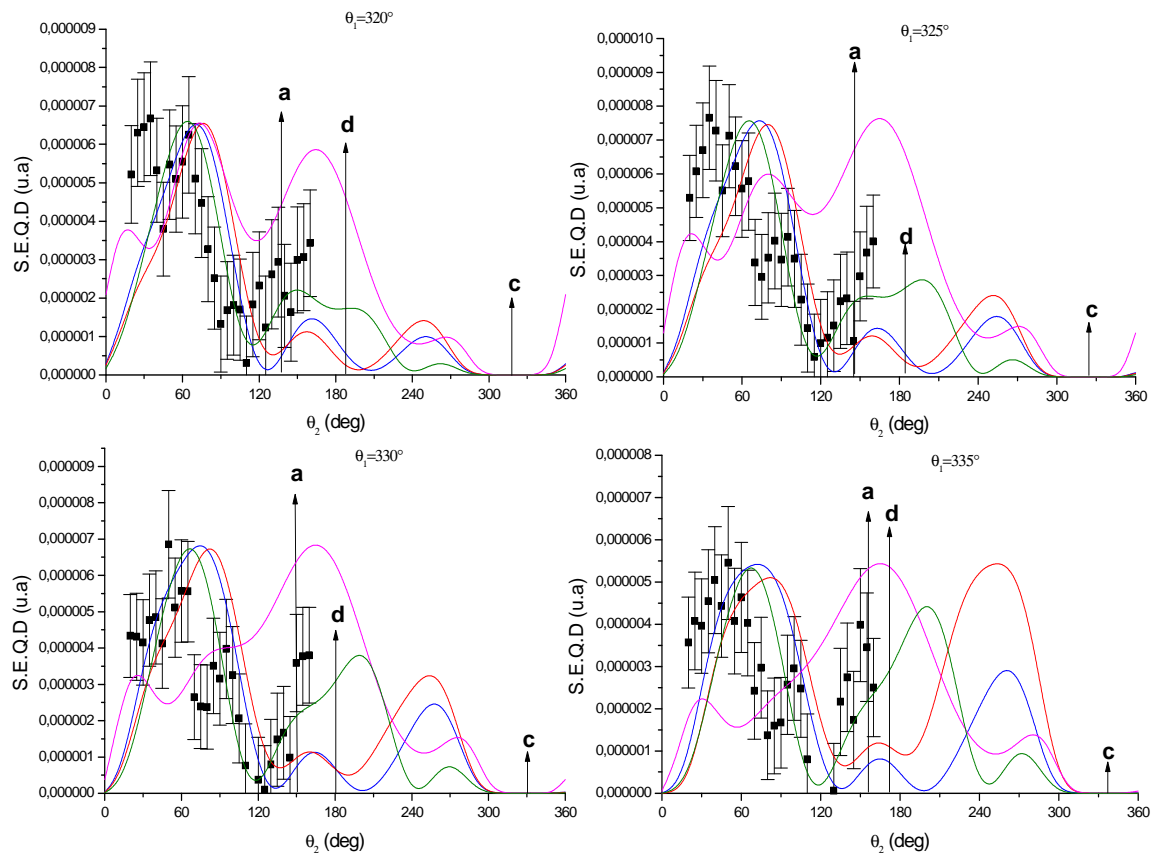 θ₁=320°
S.E.Q.D (u.a)
0,000009
0,000008
0,000007
0,000006
0,000005
0,000004
0,000003
0,000002
0,000001
0,000000
a
d
c
0 60 120 180 240 300 360
θ₂ (deg)
θ₁=325°
S.E.Q.D (u.a)
0,000010
0,000009
0,000008
0,000007
0,000006
0,000005
0,000004
0,000003
0,000002
0,000001
0,000000
a
d
c
0 60 120 180 240 300 360
θ₂ (deg)
θ₁=330°
S.E.Q.D (u.a)
0,000009
0,000008
0,000007
0,000006
0,000005
0,000004
0,000003
0,000002
0,000001
0,000000
a
d
c
0 60 120 180 240 300 360
θ₂ (deg)
θ₁=335°
S.E.Q.D (u.a)
0,000008
0,000007
0,000006
0,000005
0,000004
0,000003
0,000002
0,000001
0,000000
a
d
c
0 60 120 180 240 300 360
θ₂ (deg)